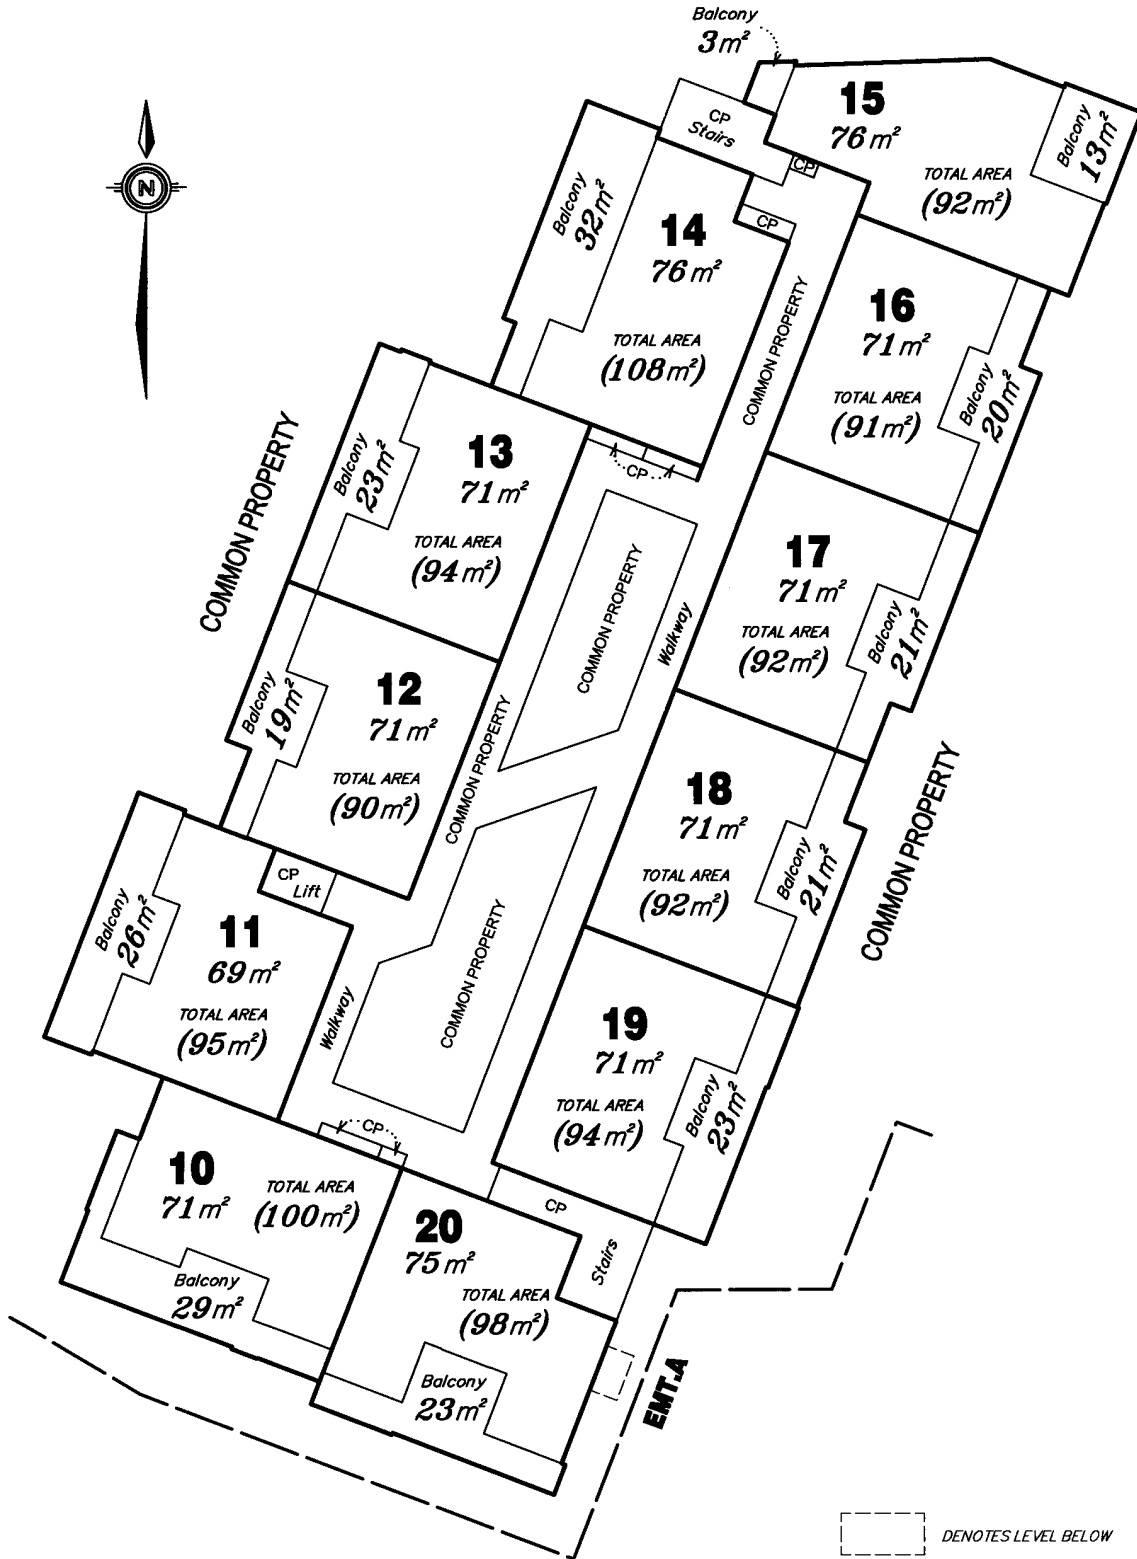 Balcony
3m²
N
CP
Stairs
15
76m²
Balcony
13m²
CP
TOTAL AREA
(92m²)
Balcony
32m²
14
76m²
CP
TOTAL AREA
(108m²)
COMMON PROPERTY
16
71m²
TOTAL AREA
(91m²)
Balcony
20m²
COMMON PROPERTY
Balcony
23m²
13
71m²
TOTAL AREA
(94m²)
CP
COMMON PROPERTY
Walkway
17
71m²
TOTAL AREA
(92m²)
Balcony
21m²
Balcony
19m²
12
71m²
TOTAL AREA
(90m²)
COMMON PROPERTY
18
71m²
TOTAL AREA
(92m²)
Balcony
21m²
COMMON PROPERTY
CP
Lift
Balcony
26m²
11
69m²
TOTAL AREA
(95m²)
Walkway
COMMON PROPERTY
19
71m²
TOTAL AREA
(94m²)
Balcony
23m²
CP
10
71m²
TOTAL AREA
(100m²)
Balcony
29m²
20
75m²
TOTAL AREA
(98m²)
CP
Stairs
Balcony
23m²
EMT.A
DENOTES LEVEL BELOW